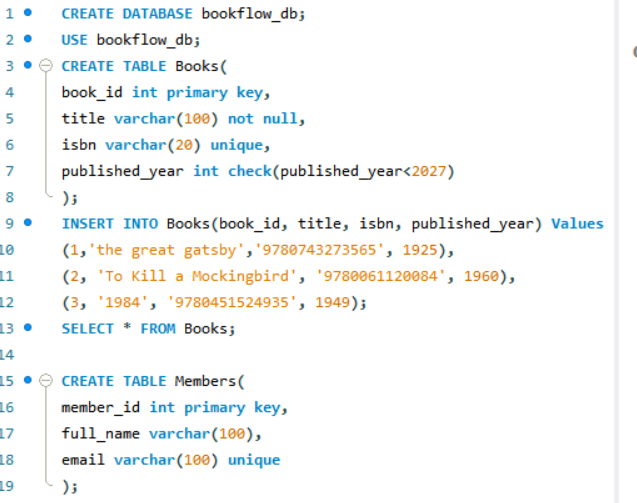 1 CREATE DATABASE bookflow_db;
2 USE bookflow_db;
3 CREATE TABLE Books(
4 book_id int primary key,
5 title varchar(100) not null,
6 isbn varchar(20) unique,
7 published_year int check(published_year<2027)
8 );
9 INSERT INTO Books(book_id, title, isbn, published_year) Values
10 (1,'the great gatsby','9780743273565', 1925),
11 (2, 'To Kill a Mockingbird', '9780061120084', 1960),
12 (3, '1984', '9780451524935', 1949);
13 SELECT * FROM Books;
14
15 CREATE TABLE Members(
16 member_id int primary key,
17 full_name varchar(100),
18 email varchar(100) unique
19 );